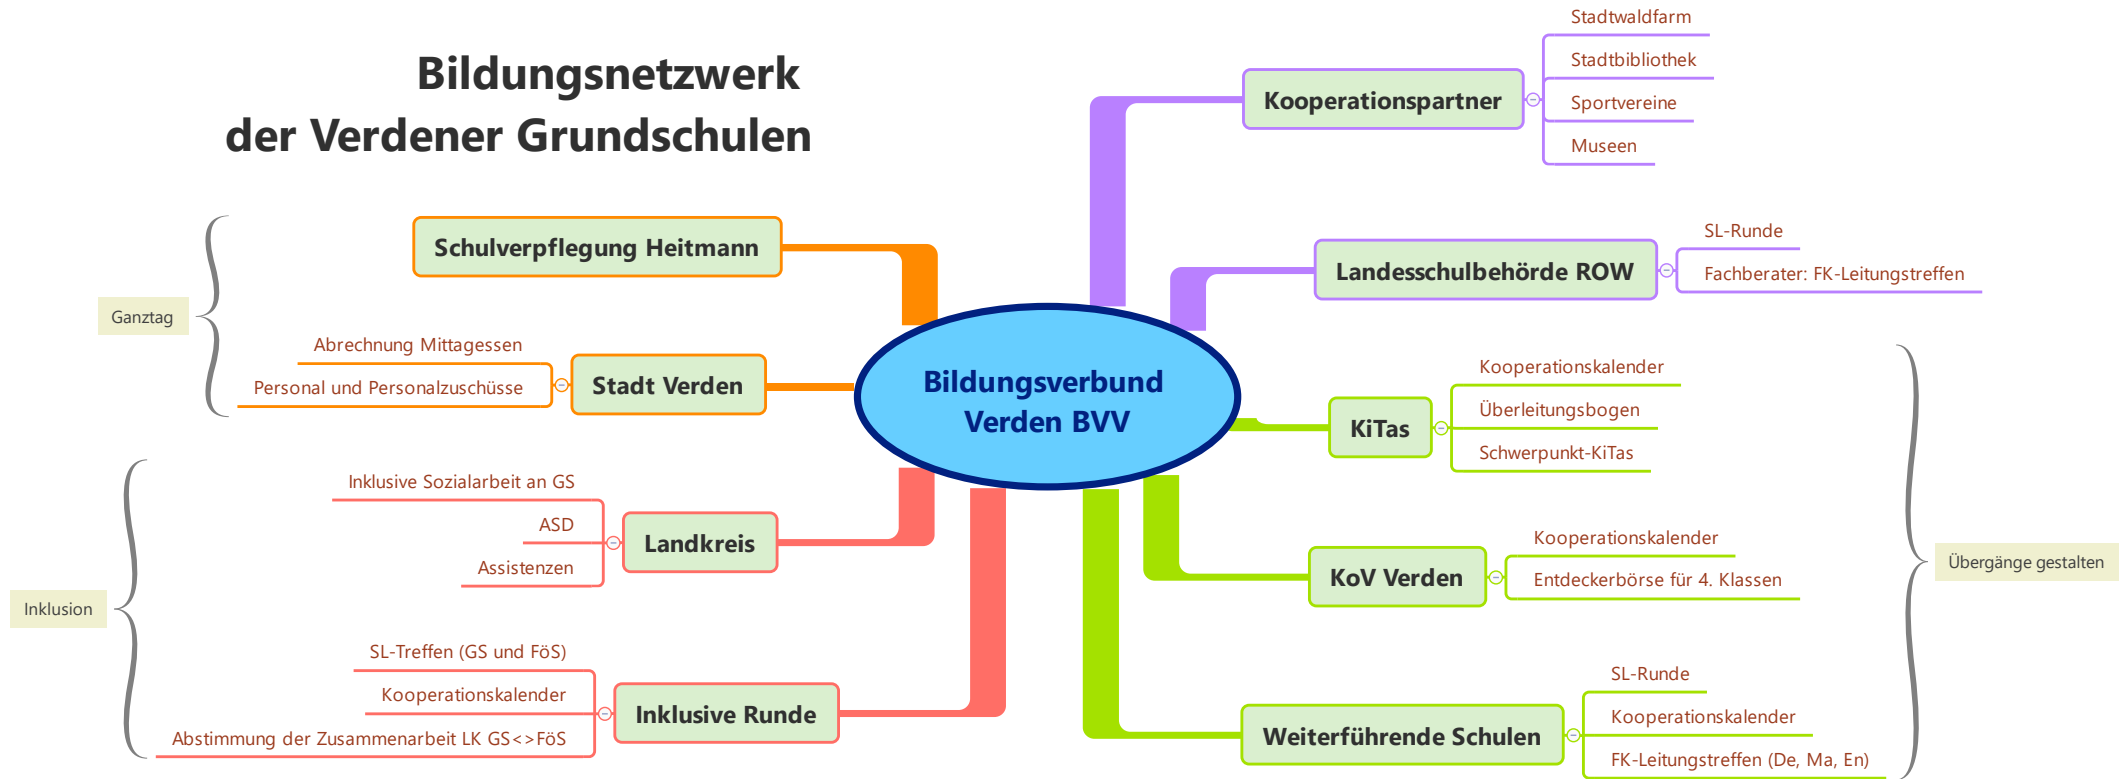 Bildungsnetzwerk
der Verdener Grundschulen
Schulverpflegung Heitmann
Ganztag
Abrechnung Mittagessen
Personal und Personalzuschüsse
Stadt Verden
Inklusive Sozialarbeit an GS
ASD
Assistenzen
Landkreis
Inklusion
SL-Treffen (GS und FöS)
Kooperationskalender
Abstimmung der Zusammenarbeit LK GS<>FöS
Inklusive Runde
Bildungsverbund
Verden BVV
Kooperationspartner
Stadtwaldfarm
Stadtbibliothek
Sportvereine
Museen
Landesschulbehörde ROW
SL-Runde
Fachberater: FK-Leitungstreffen
KiTas
Kooperationskalender
Überleitungsbogen
Schwerpunkt-KiTas
KoV Verden
Kooperationskalender
Entdeckerbörse für 4. Klassen
Übergänge gestalten
Weiterführende Schulen
SL-Runde
Kooperationskalender
FK-Leitungstreffen (De, Ma, En)